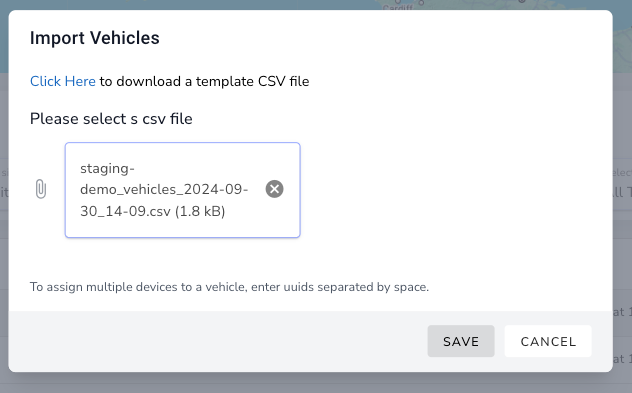 Cardiff
Import Vehicles
Click Here to download a template CSV file
Please select s csv file
staging-
demo_vehicles_2024-09-
30_14-09.csv (1.8 kB)
To assign multiple devices to a vehicle, enter uuids separated by space.
SAVE CANCEL